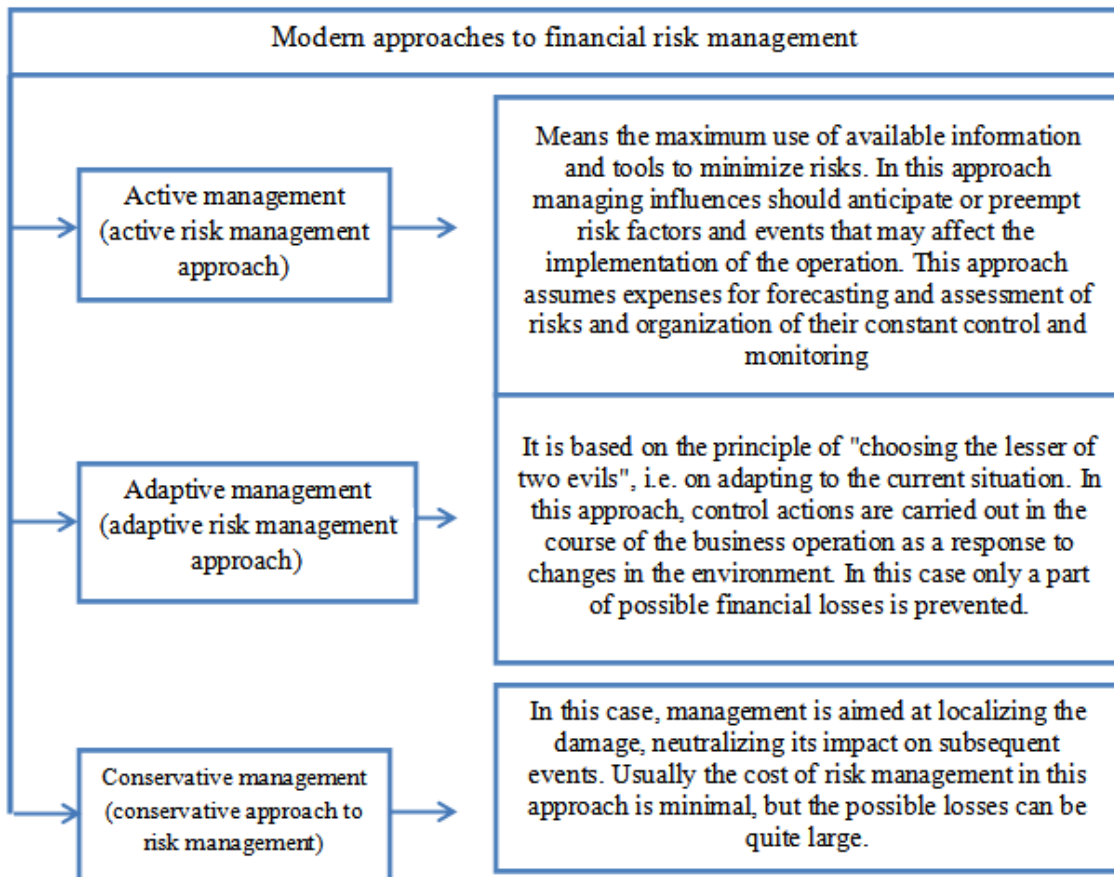 Modern approaches to financial risk management
Active management
(active risk management
approach)
Means the maximum use of available information
and tools to minimize risks. In this approach
managing influences should anticipate or preempt
risk factors and events that may affect the
implementation of the operation. This approach
assumes expenses for forecasting and assessment of
risks and organization of their constant control and
monitoring
Adaptive management
(adaptive risk management
approach)
It is based on the principle of "choosing the lesser of
two evils", i.e. on adapting to the current situation. In
this approach, control actions are carried out in the
course of the business operation as a response to
changes in the environment. In this case only a part
of possible financial losses is prevented.
Conservative management
(conservative approach to
risk management)
In this case, management is aimed at localizing the
damage, neutralizing its impact on subsequent
events. Usually the cost of risk management in this
approach is minimal, but the possible losses can be
quite large.